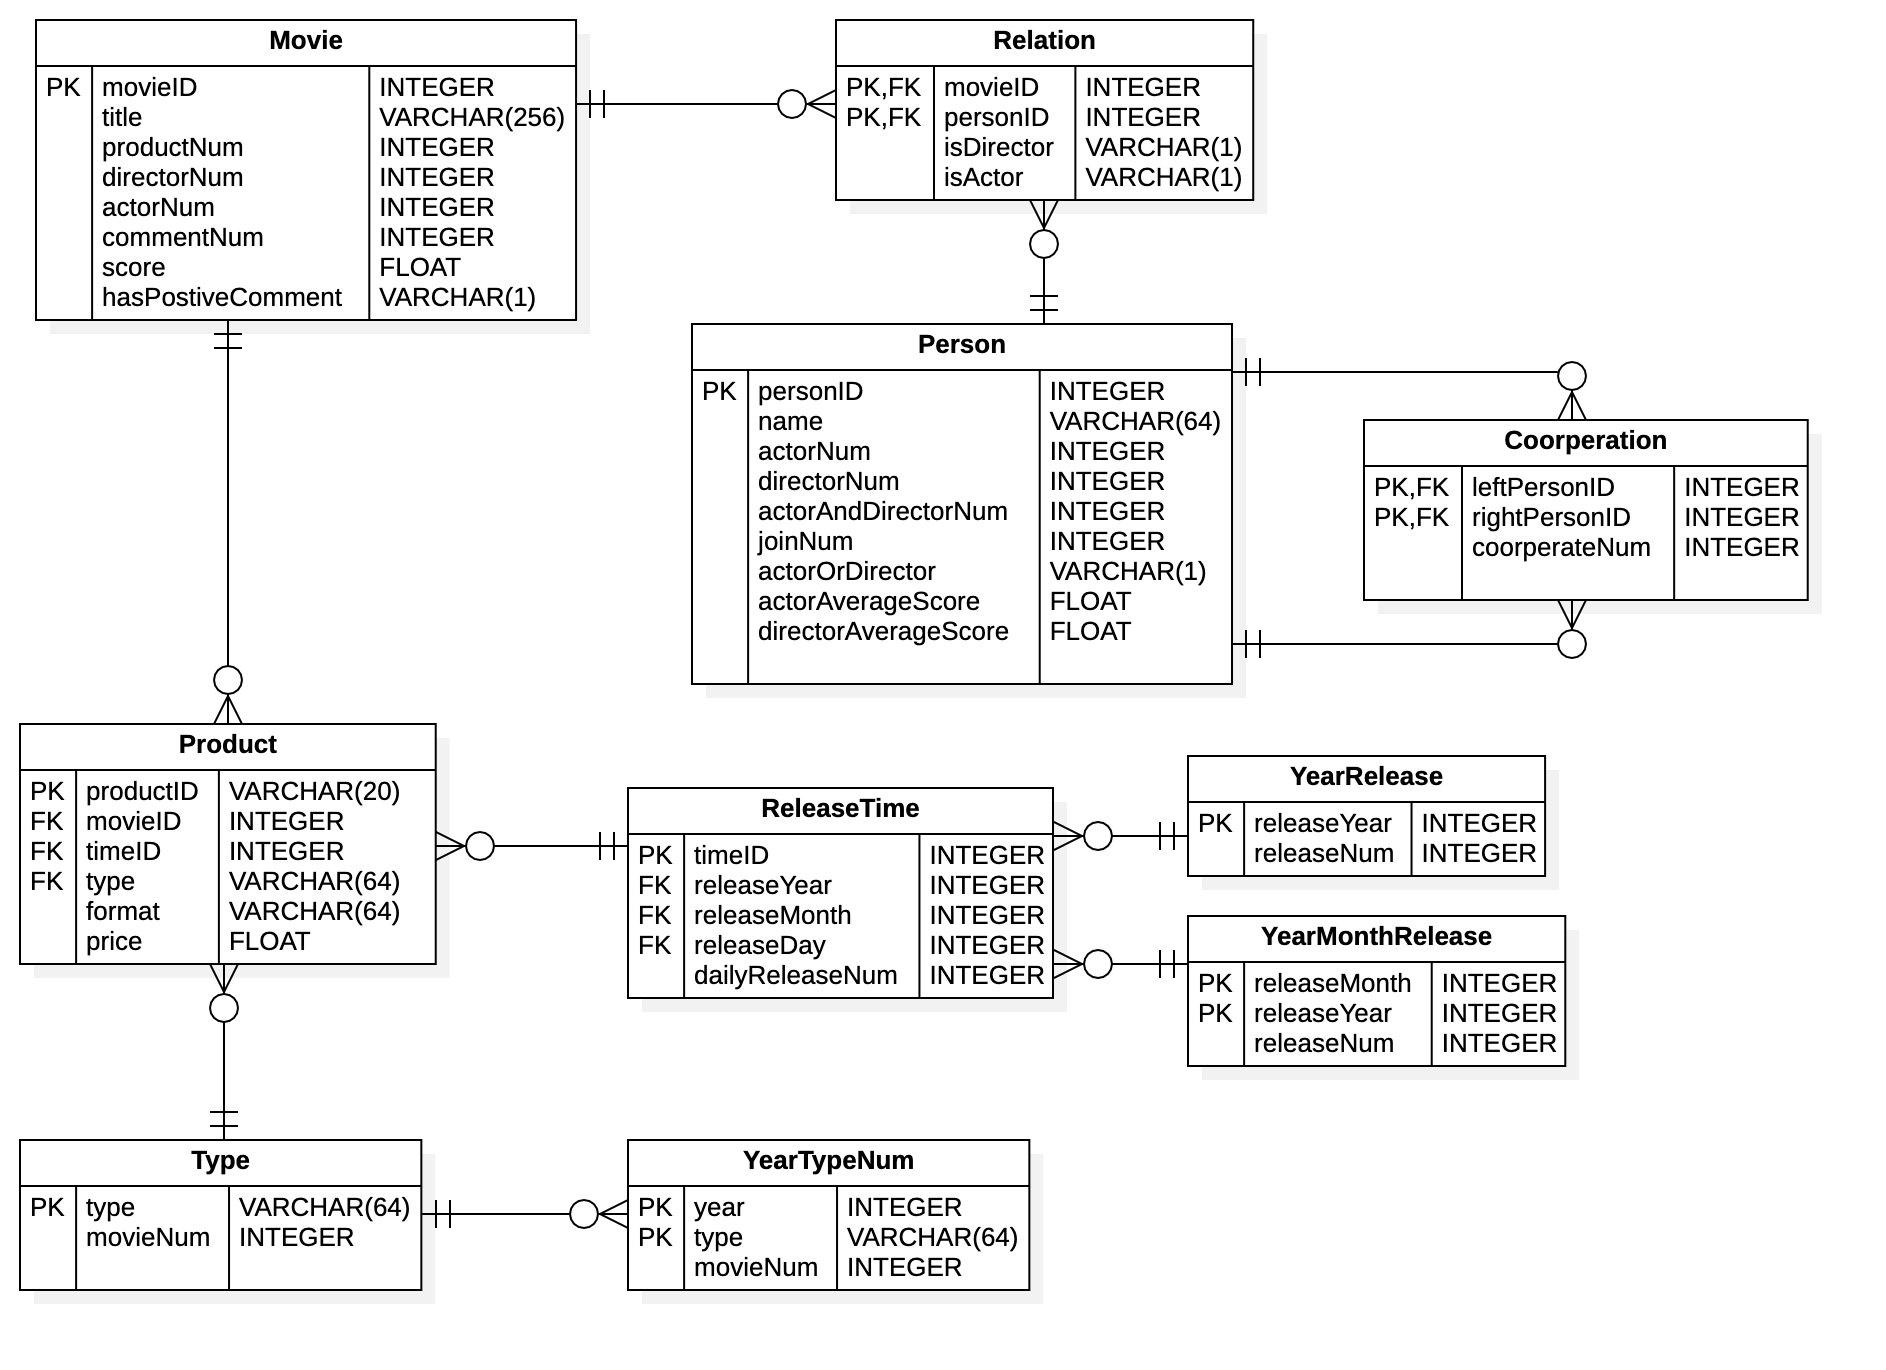 Movie
PK movieID INTEGER
title VARCHAR(256)
productNum INTEGER
directorNum INTEGER
actorNum INTEGER
commentNum INTEGER
score FLOAT
hasPostiveComment VARCHAR(1)
Relation
PK,FK movieID INTEGER
PK,FK personID INTEGER
isDirector VARCHAR(1)
isActor VARCHAR(1)
Person
PK personID INTEGER
name VARCHAR(64)
actorNum INTEGER
directorNum INTEGER
actorAndDirectorNum INTEGER
joinNum INTEGER
actorOrDirector VARCHAR(1)
actorAverageScore FLOAT
directorAverageScore FLOAT
Coorperation
PK,FK leftPersonID INTEGER
PK,FK rightPersonID INTEGER
coorperateNum INTEGER
Product
PK productID VARCHAR(20)
FK movieID INTEGER
FK timeID INTEGER
FK type VARCHAR(64)
format VARCHAR(64)
price FLOAT
ReleaseTime
PK timeID INTEGER
FK releaseYear INTEGER
FK releaseMonth INTEGER
FK releaseDay INTEGER
dailyReleaseNum INTEGER
YearRelease
PK releaseYear INTEGER
releaseNum INTEGER
YearMonthRelease
PK releaseMonth INTEGER
PK releaseYear INTEGER
releaseNum INTEGER
Type
PK type VARCHAR(64)
movieNum INTEGER
YearTypeNum
PK year INTEGER
PK type VARCHAR(64)
movieNum INTEGER